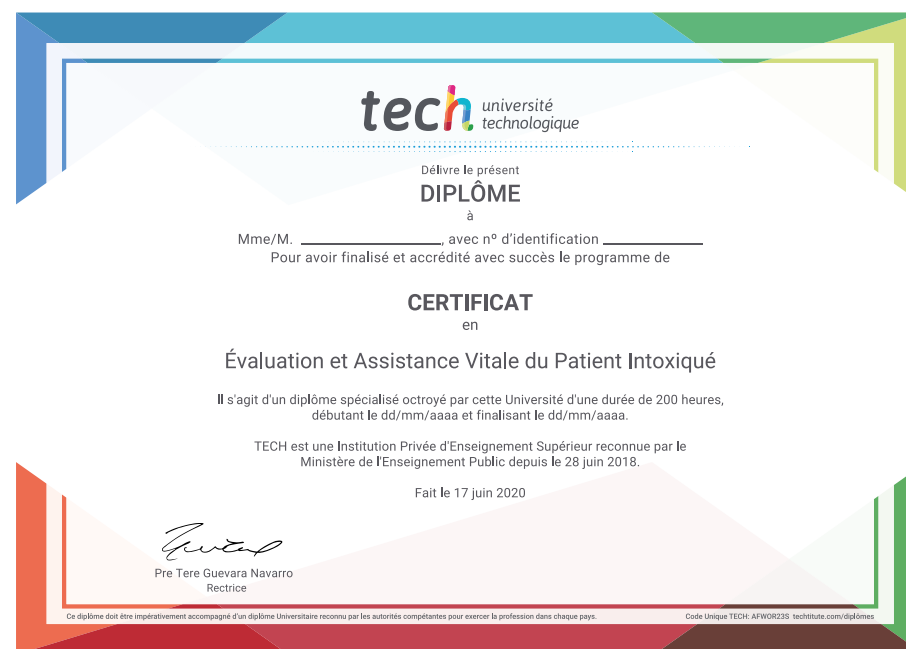 tech université
technologique
Délivre le présent
DIPLÔME
à
Mme/M. ____________________, avec nº d'identification ______________
Pour avoir finalisé et accrédité avec succès le programme de
CERTIFICAT
en
Évaluation et Assistance Vitale du Patient Intoxiqué
Il s'agit d'un diplôme spécialisé octroyé par cette Université d'une durée de 200 heures,
débutant le dd/mm/aaaa et finalisant le dd/mm/aaaa.
TECH est une Institution Privée d'Enseignement Supérieur reconnue par le
Ministère de l'Enseignement Public depuis le 28 juin 2018.
Fait le 17 juin 2020
Pre Tere Guevara Navarro
Rectrice
Ce diplôme doit être impérativement accompagné d'un diplôme Universitaire reconnu par les autorités compétantes pour exercer la profession dans chaque pays.
Code Unique TECH: AFWOR23S techtitute.com/diplômes